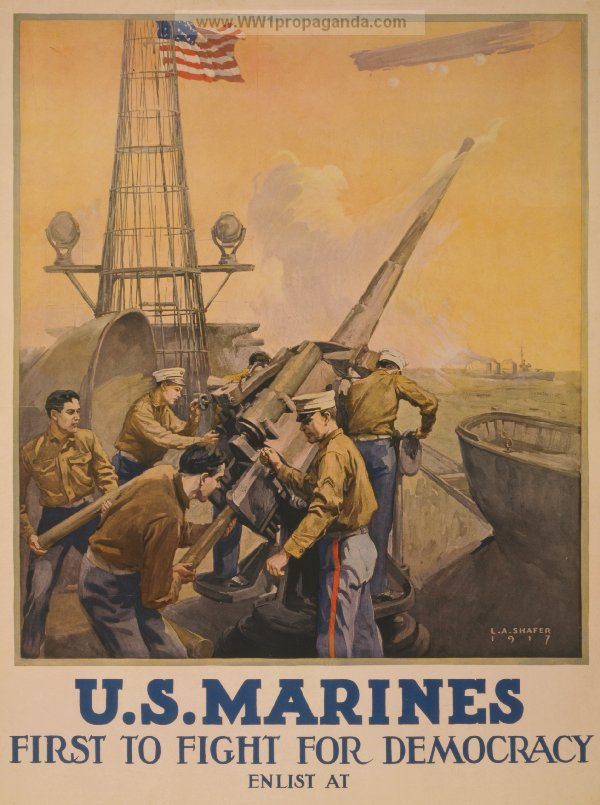 www.WW1propaganda.com
L.A. SHAFER
1917
U.S. MARINES
FIRST TO FIGHT FOR DEMOCRACY
ENLIST AT